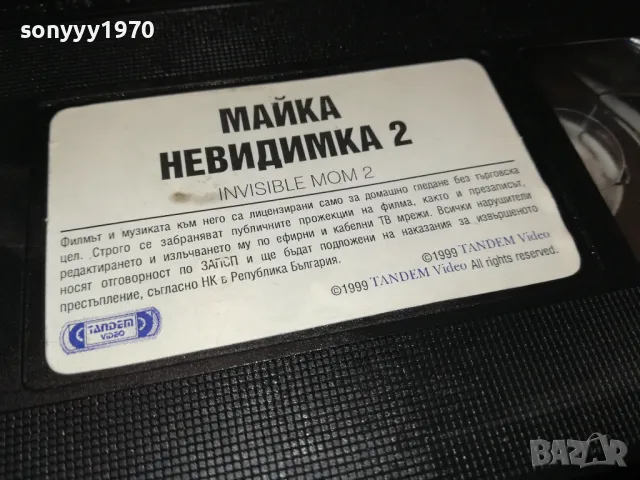 sonyyy1970
МАЙКА
НЕВИДИМКА 2
INVISIBLE MOM 2
Филмът и музиката към него са лицензирани само за домашно гледане без търговска
цел. Строго се забраняват публичните прожекции на филма, както и презаписът,
редактирането и излъчването му по ефирни и кабелни ТВ мрежи. Всички нарушители
носят отговорност по ЗАПСП и ще бъдат подложени на наказания за извършеното
престъпление, съгласно НК в Република България.
©1999 TANDEM Video
©1999 TANDEM Video All rights reserved.
TANDEM
VIDEO
BAZAR